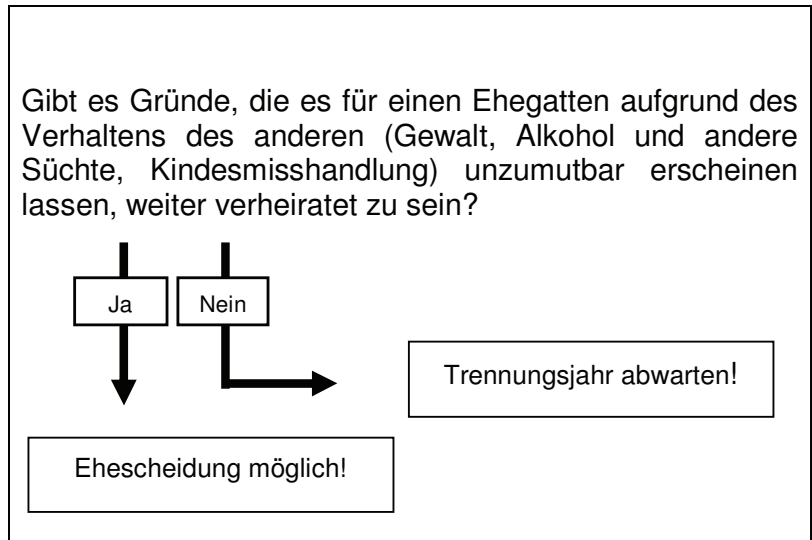 Gibt es Gründe, die es für einen Ehegatten aufgrund des
Verhaltens des anderen (Gewalt, Alkohol und andere
Süchte, Kindesmisshandlung) unzumutbar erscheinen
lassen, weiter verheiratet zu sein?
Ja
Nein
Trennungsjahr abwarten!
Ehescheidung möglich!